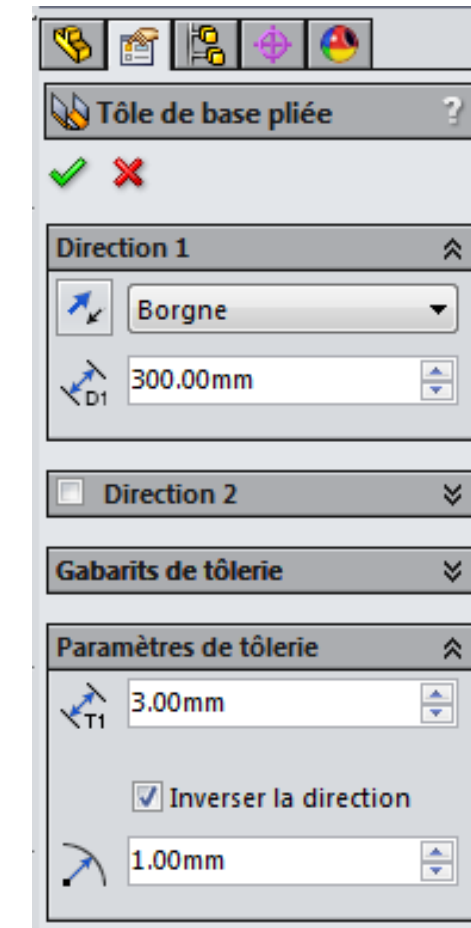 Tôle de base pliée ?
Direction 1
Borgne
D1 300.00mm
Direction 2
Gabarits de tôlerie
Paramètres de tôlerie
T1 3.00mm
Inverser la direction
1.00mm